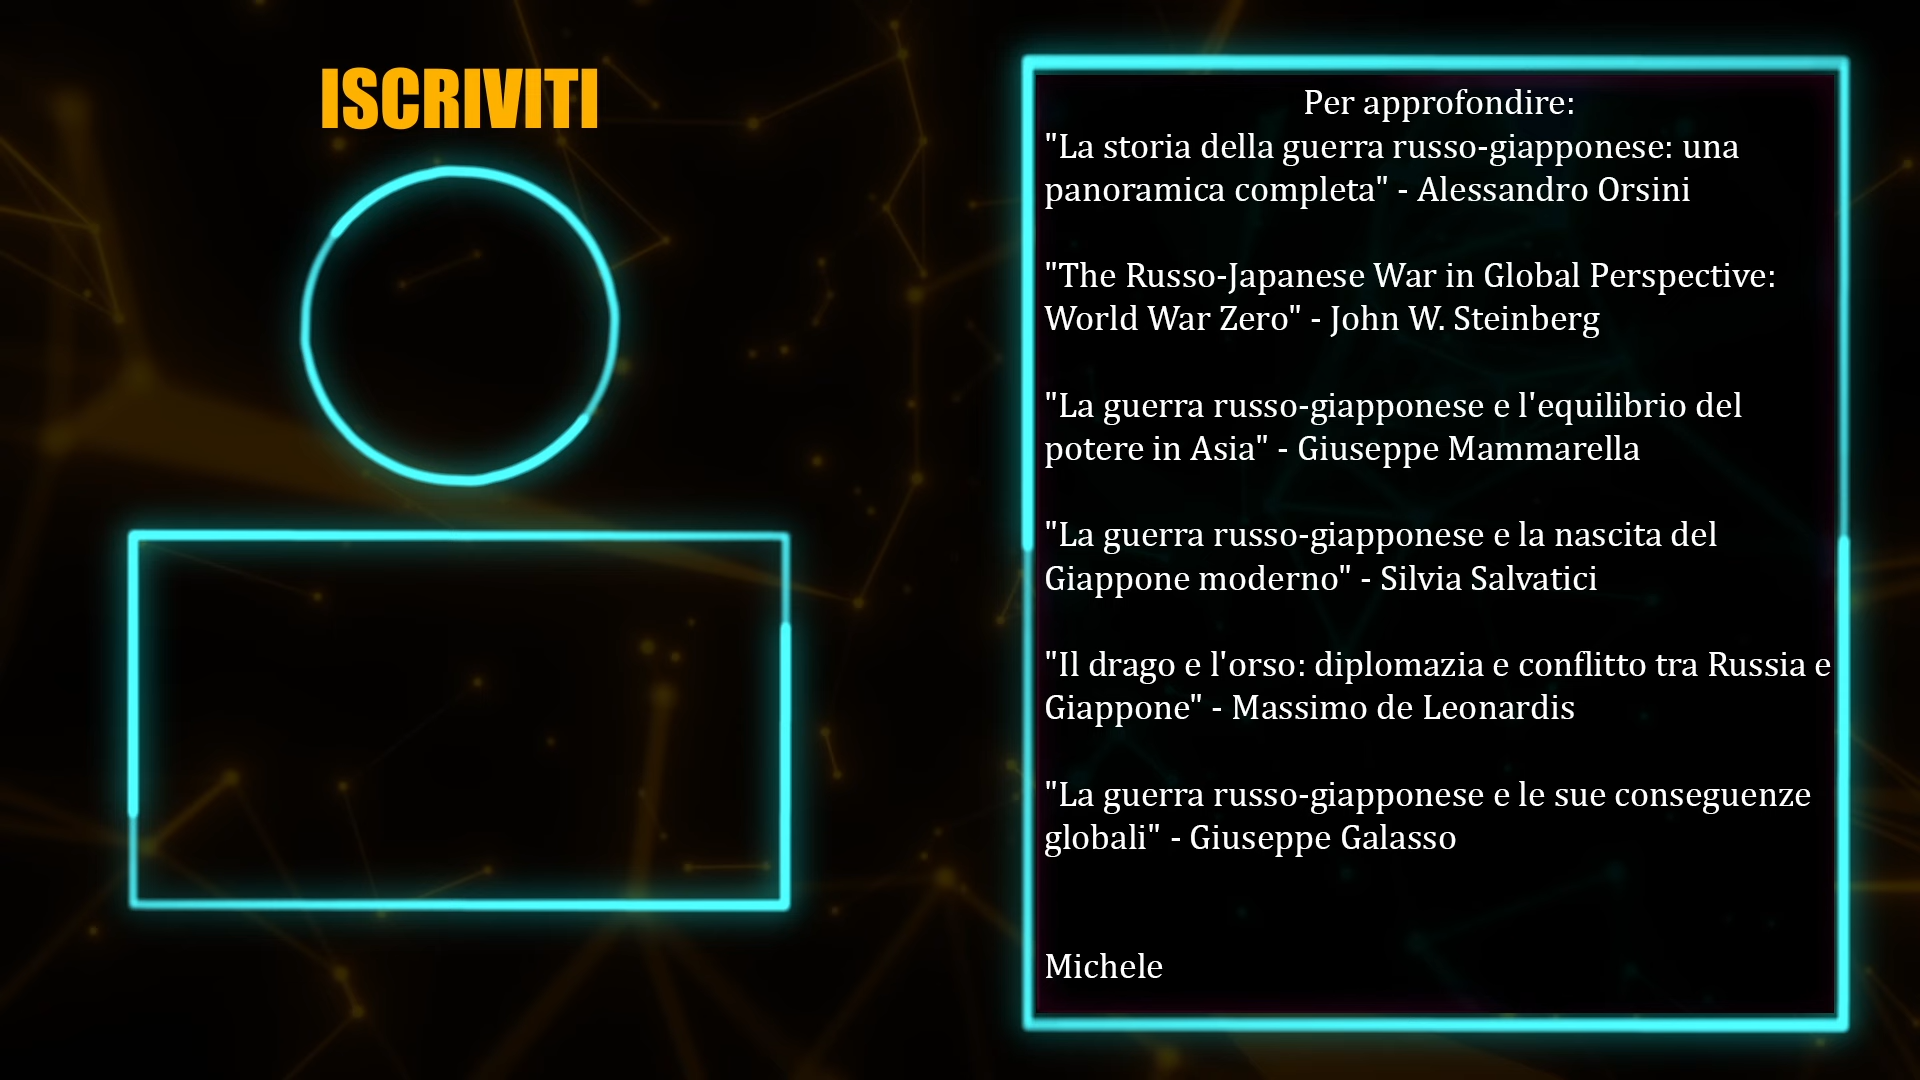 ISCRIVITI
Per approfondire:
"La storia della guerra russo-giapponese: una
panoramica completa" - Alessandro Orsini
"The Russo-Japanese War in Global Perspective:
World War Zero" - John W. Steinberg
"La guerra russo-giapponese e l'equilibrio del
potere in Asia" - Giuseppe Mammarella
"La guerra russo-giapponese e la nascita del
Giappone moderno" - Silvia Salvatici
"Il drago e l'orso: diplomazia e conflitto tra Russia e
Giappone" - Massimo de Leonardis
"La guerra russo-giapponese e le sue conseguenze
globali" - Giuseppe Galasso
Michele